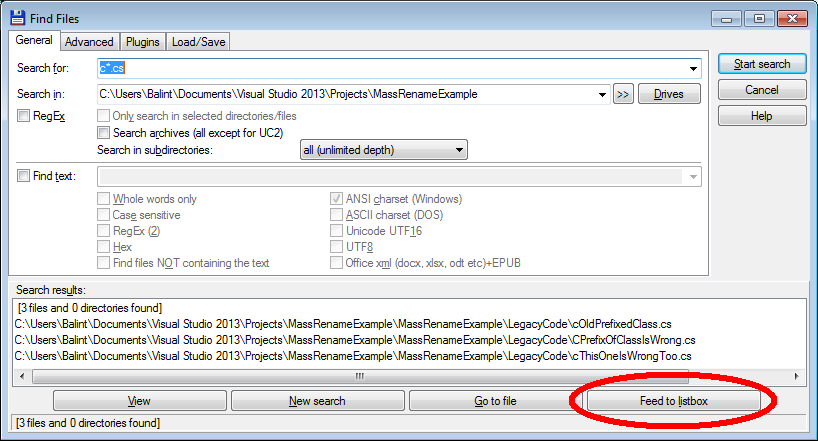 Find Files
General Advanced Plugins Load/Save
Search for: c*.cs Start search
Search in: C:\Users\Balint\Documents\Visual Studio 2013\Projects\MassRenameExample >> Drives Cancel
RegEx Only search in selected directories/files Help
Search archives (all except for UC2)
Search in subdirectories: all (unlimited depth)
Find text:
Whole words only ANSI charset (Windows)
Case sensitive ASCII charset (DOS)
RegEx (2) Unicode UTF16
Hex UTF8
Find files NOT containing the text Office xml (docx, xlsx, odt etc)+EPUB
Search results:
[3 files and 0 directories found]
C:\Users\Balint\Documents\Visual Studio 2013\Projects\MassRenameExample\MassRenameExample\LegacyCode\cOldPrefixedClass.cs
C:\Users\Balint\Documents\Visual Studio 2013\Projects\MassRenameExample\MassRenameExample\LegacyCode\CPrefixOfClassIsWrong.cs
C:\Users\Balint\Documents\Visual Studio 2013\Projects\MassRenameExample\MassRenameExample\LegacyCode\cThisOneIsWrongToo.cs
View New search Go to file Feed to listbox
[3 files and 0 directories found]